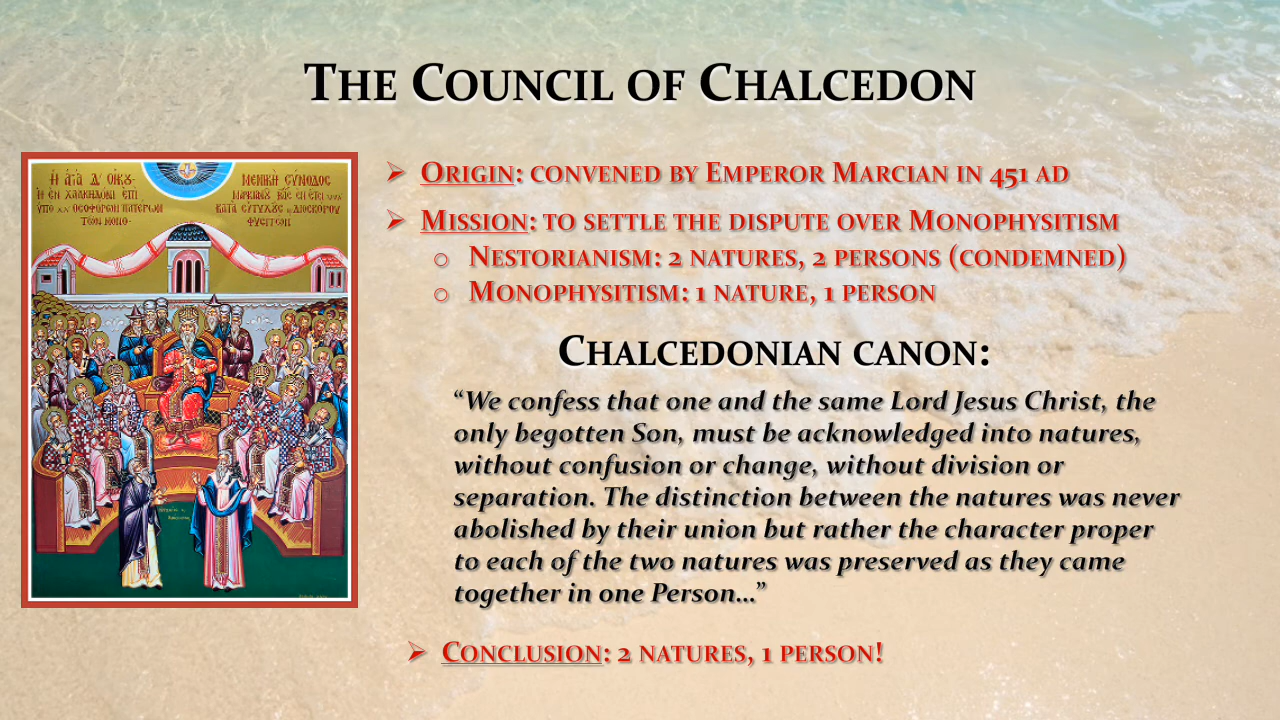 THE COUNCIL OF CHALCEDON
Η ΑΓΙΑ Δ' ΟΙΚΟΥ- ΜΕΝΙΚΗ ΣΥΝΟΔΟΣ
➢ ORIGIN: CONVENED BY EMPEROR MARCIAN IN 451 AD
➢ MISSION: TO SETTLE THE DISPUTE OVER MONOPHYSITISM
o NESTORIANISM: 2 NATURES, 2 PERSONS (CONDEMNED)
o MONOPHYSITISM: 1 NATURE, 1 PERSON
CHALCEDONIAN CANON:
“We confess that one and the same Lord Jesus Christ, the
only begotten Son, must be acknowledged into natures,
without confusion or change, without division or
separation. The distinction between the natures was never
abolished by their union but rather the character proper
to each of the two natures was preserved as they came
together in one Person...”
➢ CONCLUSION: 2 NATURES, 1 PERSON!